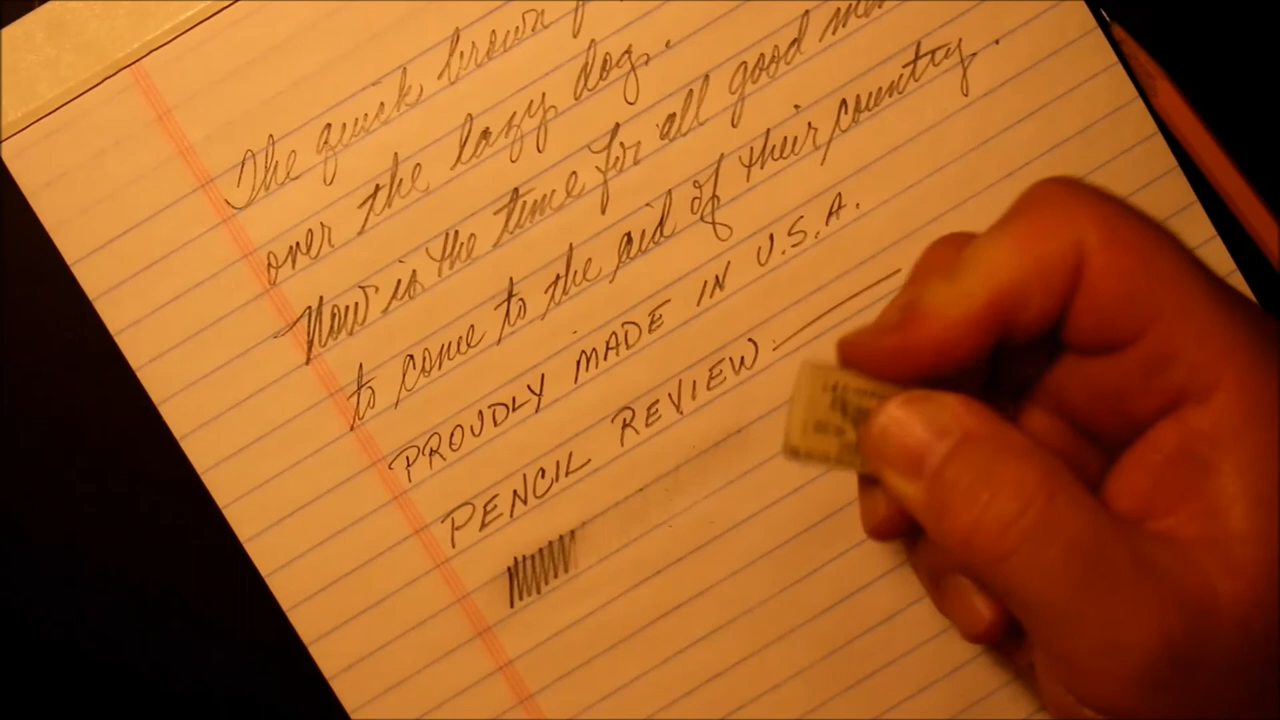 The quick brown
over the lazy dog.
Now is the time for all good
to come to the aid of their country.
PROUDLY MADE IN U.S.A.
PENCIL REVIEW.